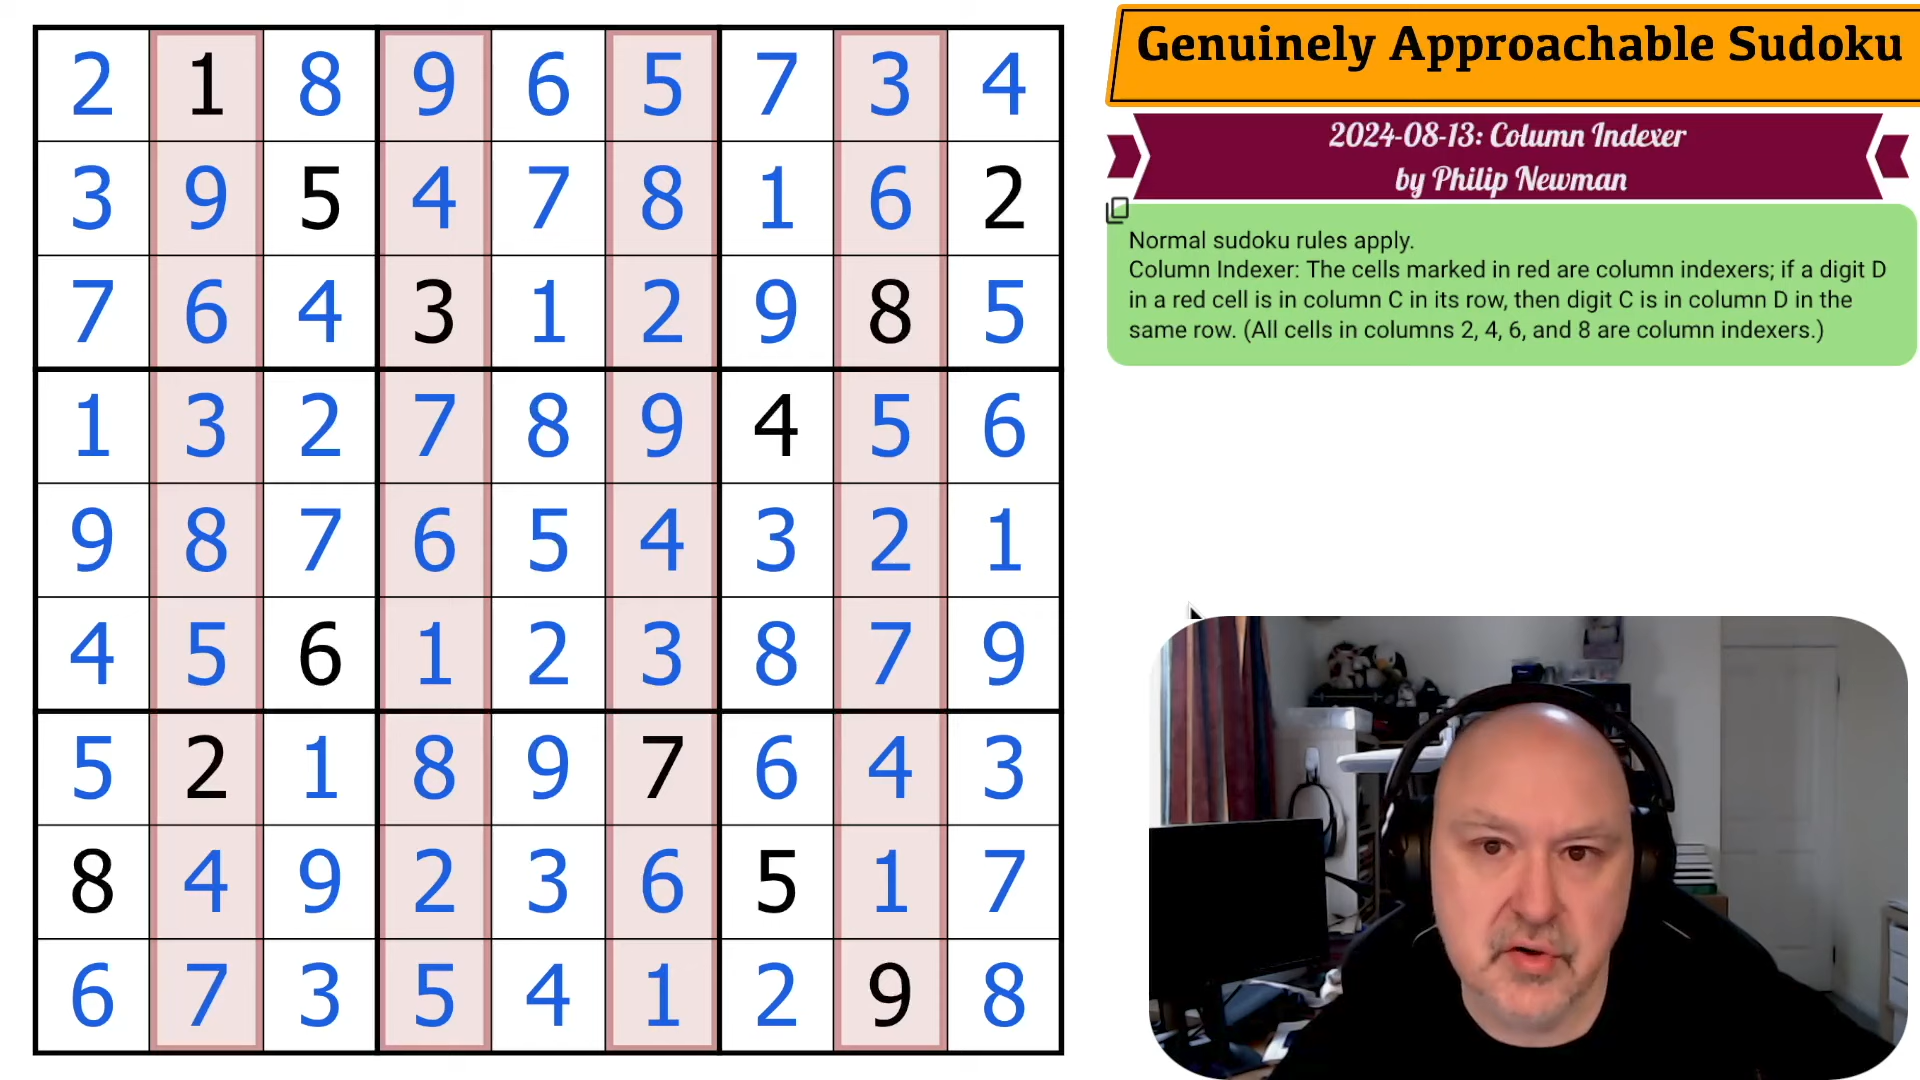 Genuinely Approachable Sudoku
2024-08-13: Column Indexer
by Philip Newman
Normal sudoku rules apply.
Column Indexer: The cells marked in red are column indexers; if a digit D
in a red cell is in column C in its row, then digit C is in column D in the
same row. (All cells in columns 2, 4, 6, and 8 are column indexers.)
2 1 8 9 6 5 7 3 4
3 9 5 4 7 8 1 6 2
7 6 4 3 1 2 9 8 5
1 3 2 7 8 9 4 5 6
9 8 7 6 5 4 3 2 1
4 5 6 1 2 3 8 7 9
5 2 1 8 9 7 6 4 3
8 4 9 2 3 6 5 1 7
6 7 3 5 4 1 2 9 8